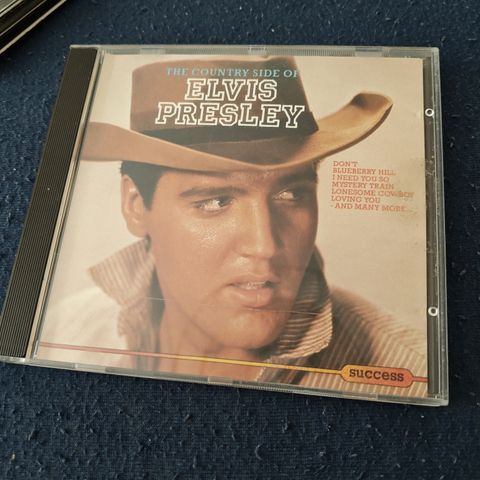 THE COUNTRY SIDE OF
ELVIS
PRESLEY
DON'T
BLUEBERRY HILL
I NEED YOU SO
MYSTERY TRAIN
LONESOME COWBOY
LOVING YOU
- AND MANY MORE...
success